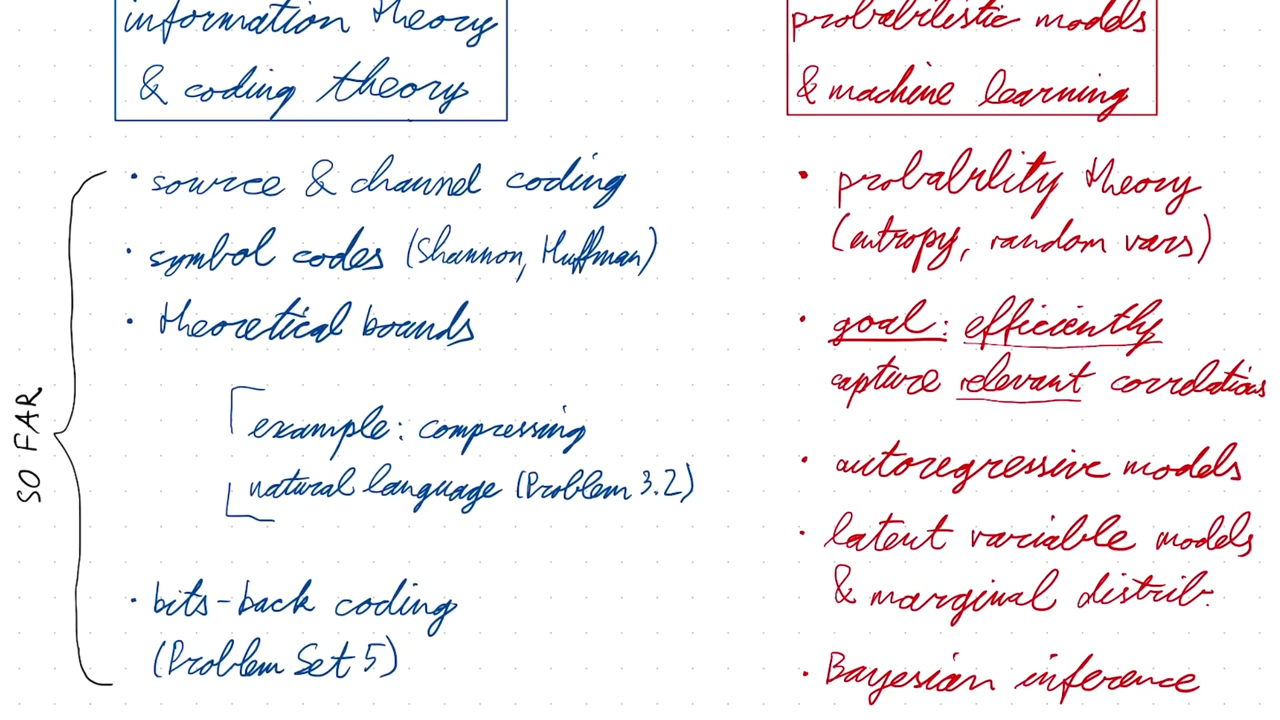 information theory
& coding theory
SO FAR
• source & channel coding
• symbol codes (Shannon, Huffman)
• theoretical bounds
example: compressing
natural language (Problem 3.2)
• bits-back coding
(Problem Set 5)
probabilistic models
& machine learning
• probability theory
(entropy, random vars)
• goal: efficiently
capture relevant correlations
• autoregressive models
• latent variable models
& marginal distrib.
• Bayesian inference